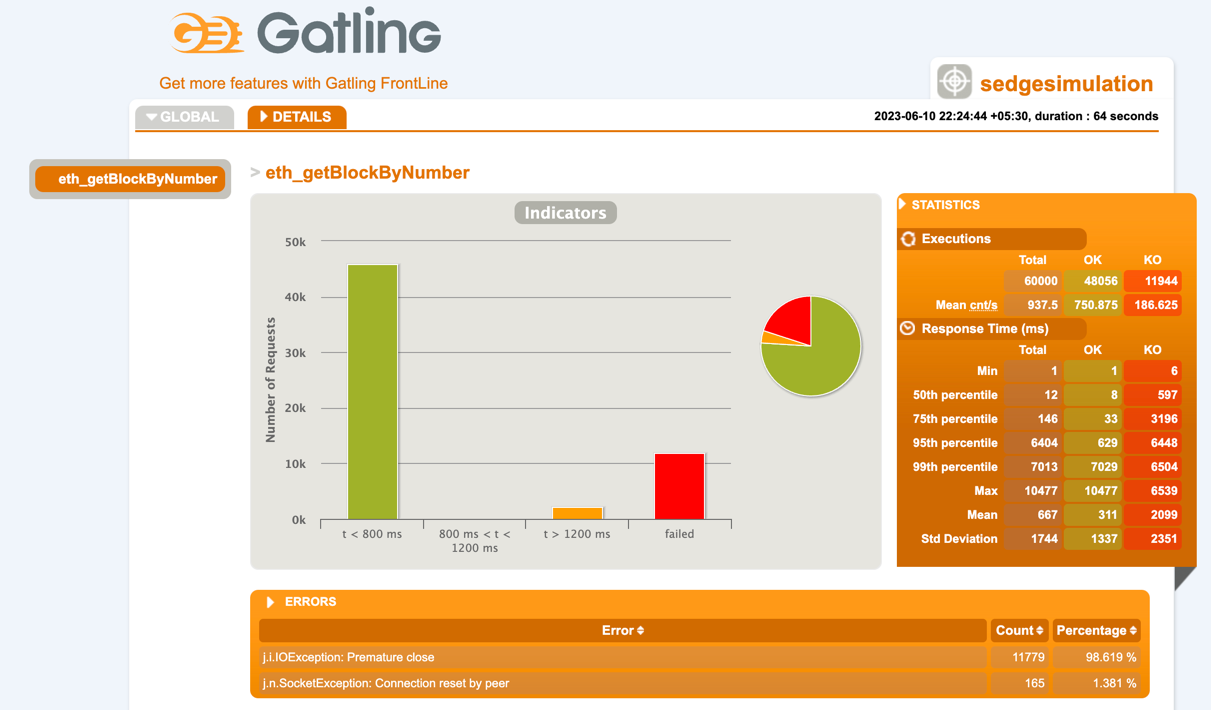 Gatling
Get more features with Gatling FrontLine
sedgesimulation
GLOBAL
DETAILS
2023-06-10 22:24:44 +05:30, duration : 64 seconds
eth_getBlockByNumber
> eth_getBlockByNumber
Indicators
Number of Requests
50k
40k
30k
20k
10k
0k
t < 800 ms
800 ms < t <
1200 ms
t > 1200 ms
failed
STATISTICS
Executions
Total OK KO
60000 48056 11944
Mean cnt/s 937.5 750.875 186.625
Response Time (ms)
Total OK KO
Min 1 1 6
50th percentile 12 8 597
75th percentile 146 33 3196
95th percentile 6404 629 6448
99th percentile 7013 7029 6504
Max 10477 10477 6539
Mean 667 311 2099
Std Deviation 1744 1337 2351
ERRORS
Error Count Percentage
j.i.IOException: Premature close 11779 98.619 %
j.n.SocketException: Connection reset by peer 165 1.381 %